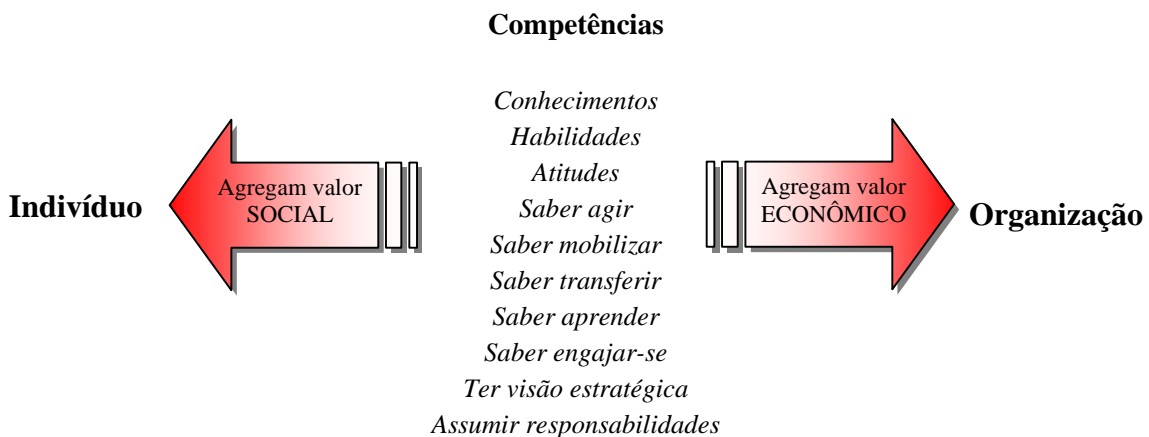 Competências
Conhecimentos
Habilidades
Atitudes
Saber agir
Saber mobilizar
Saber transferir
Saber aprender
Saber engajar-se
Ter visão estratégica
Assumir responsabilidades
Indivíduo
Agregam valor
SOCIAL
Agregam valor
ECONÔMICO
Organização